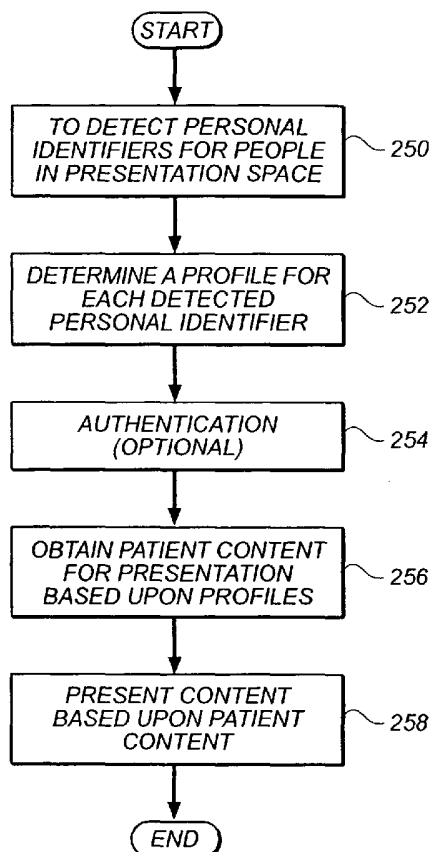 START
TO DETECT PERSONAL
IDENTIFIERS FOR PEOPLE
IN PRESENTATION SPACE
250
DETERMINE A PROFILE FOR
EACH DETECTED
PERSONAL IDENTIFIER
252
AUTHENTICATION
(OPTIONAL)
254
OBTAIN PATIENT CONTENT
FOR PRESENTATION
BASED UPON PROFILES
256
PRESENT CONTENT
BASED UPON PATIENT
CONTENT
258
END